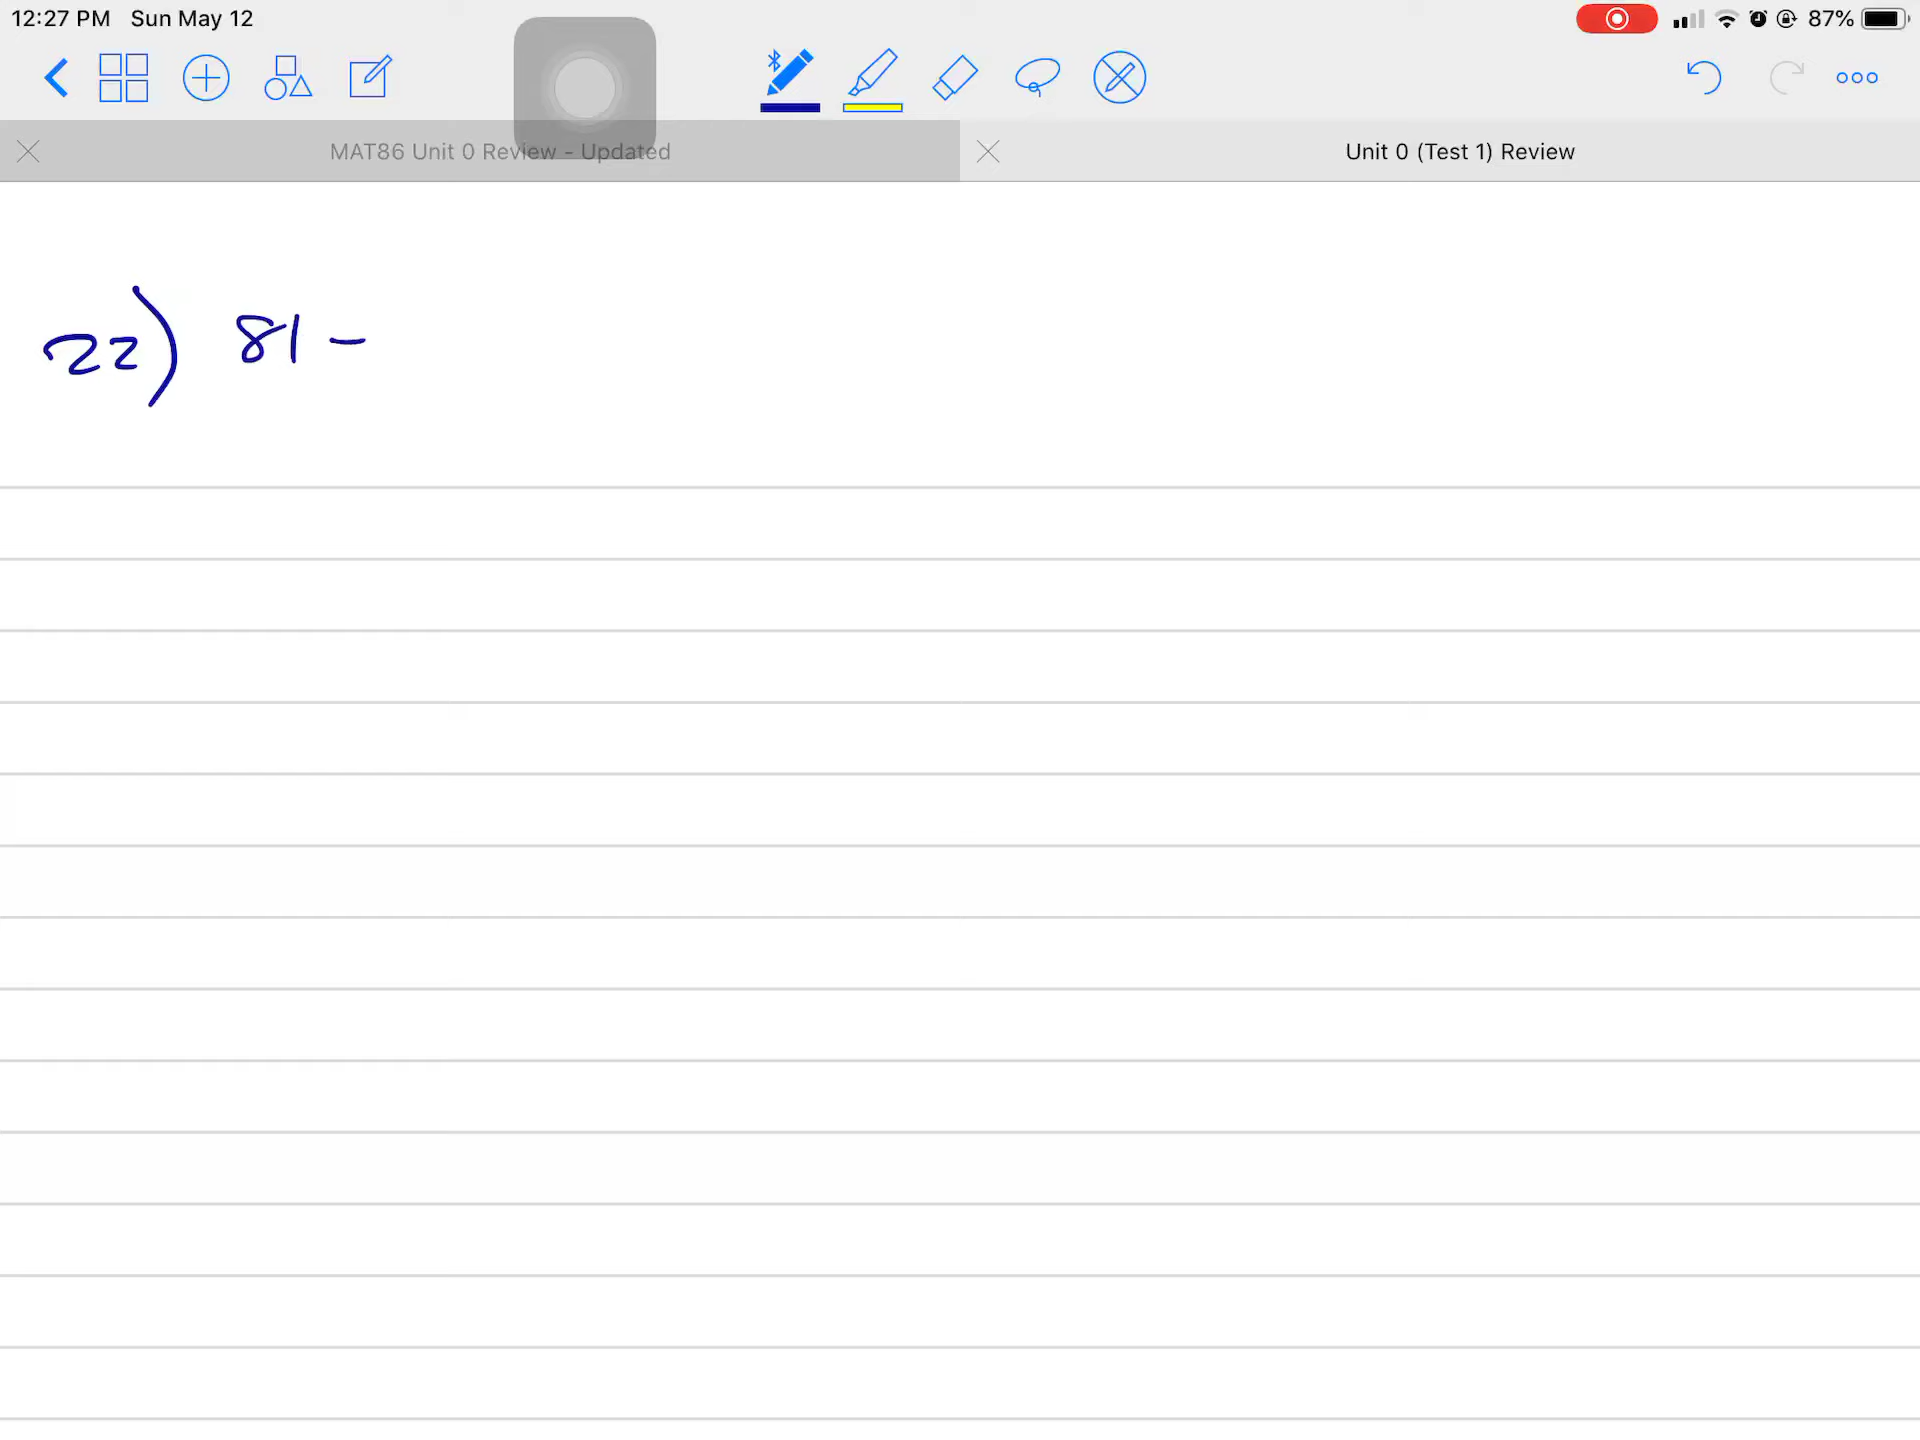 12:27 PM Sun May 12 87%
MAT86 Unit 0 Review - Updated Unit 0 (Test 1) Review
22) 81 -